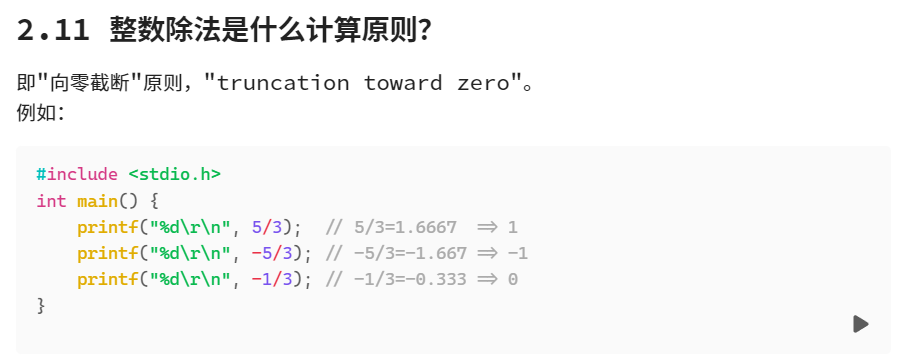 2.11 整数除法是什么计算原则？
即"向零截断"原则，"truncation toward zero"。
例如：
#include <stdio.h>
int main() {
    printf("%d\r\n", 5/3);  // 5/3=1.6667  => 1
    printf("%d\r\n", -5/3); // -5/3=-1.667 => -1
    printf("%d\r\n", -1/3); // -1/3=-0.333 => 0
}